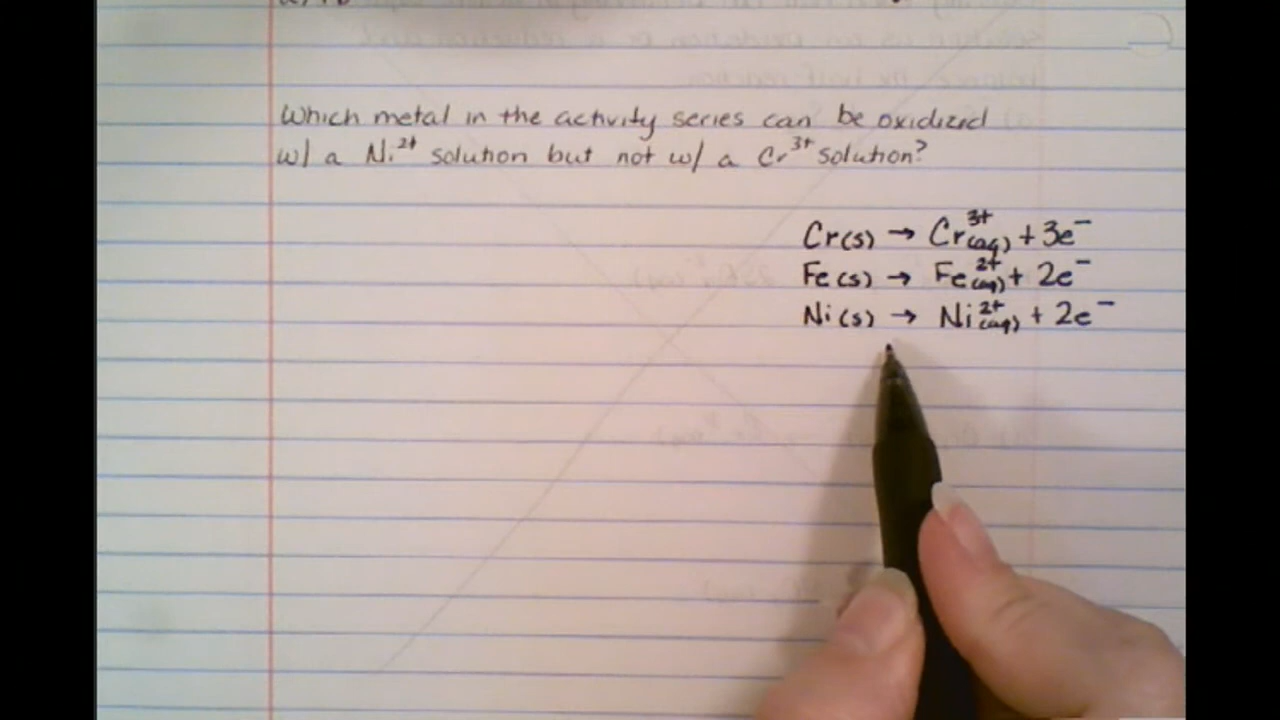 Which metal in the activity series can be oxidized
w/ a Ni²⁺ solution but not w/ a Cr³⁺ solution?
Cr(s) → Cr³⁺(aq) + 3e⁻
Fe(s) → Fe²⁺(aq) + 2e⁻
Ni(s) → Ni²⁺(aq) + 2e⁻